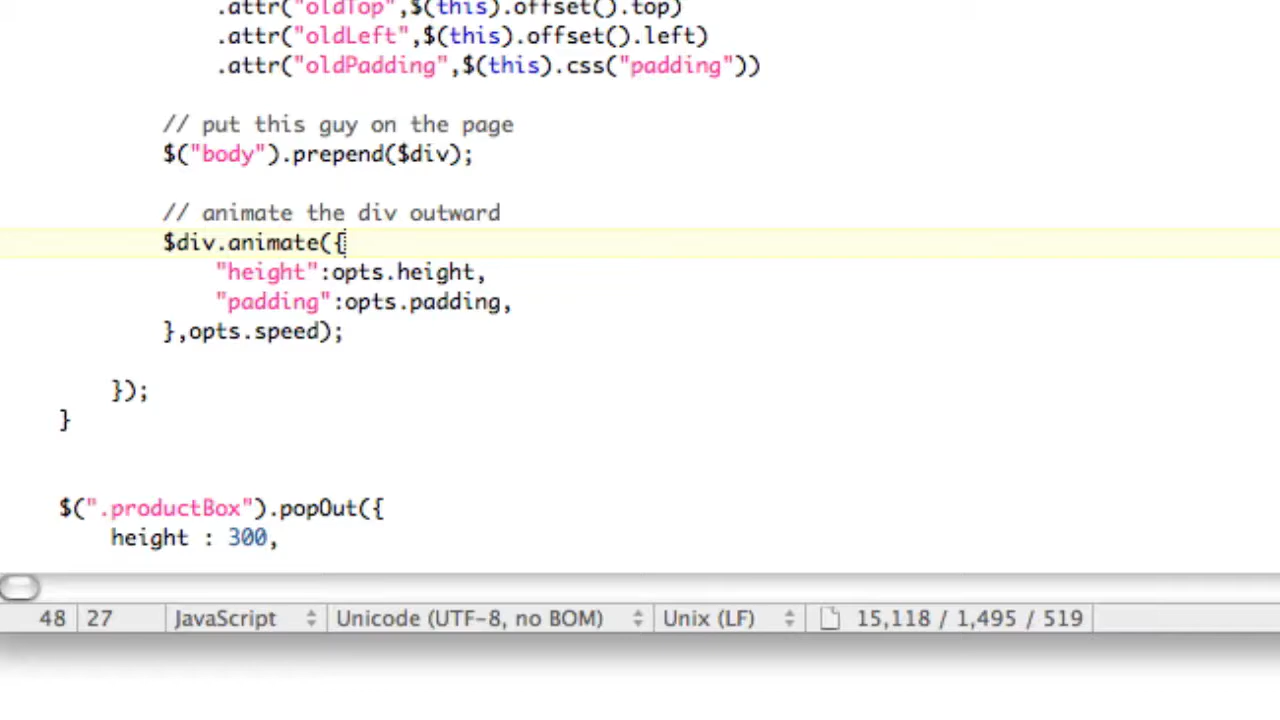 .attr("oldTop",$(this).offset().top)
.attr("oldLeft",$(this).offset().left)
.attr("oldPadding",$(this).css("padding"))
// put this guy on the page
$("body").prepend($div);
// animate the div outward
$div.animate({
"height":opts.height,
"padding":opts.padding,
},opts.speed);
});
}
$(".productBox").popOut({
height : 300,
48 27 JavaScript Unicode (UTF-8, no BOM) Unix (LF) 15,118 / 1,495 / 519